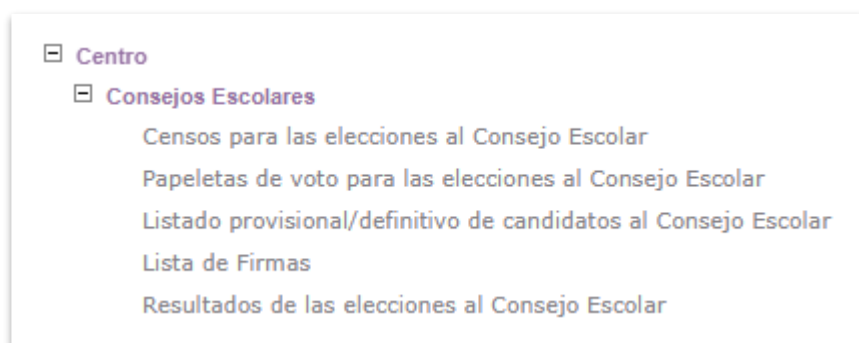 Centro
Consejos Escolares
Censos para las elecciones al Consejo Escolar
Papeletas de voto para las elecciones al Consejo Escolar
Listado provisional/definitivo de candidatos al Consejo Escolar
Lista de Firmas
Resultados de las elecciones al Consejo Escolar